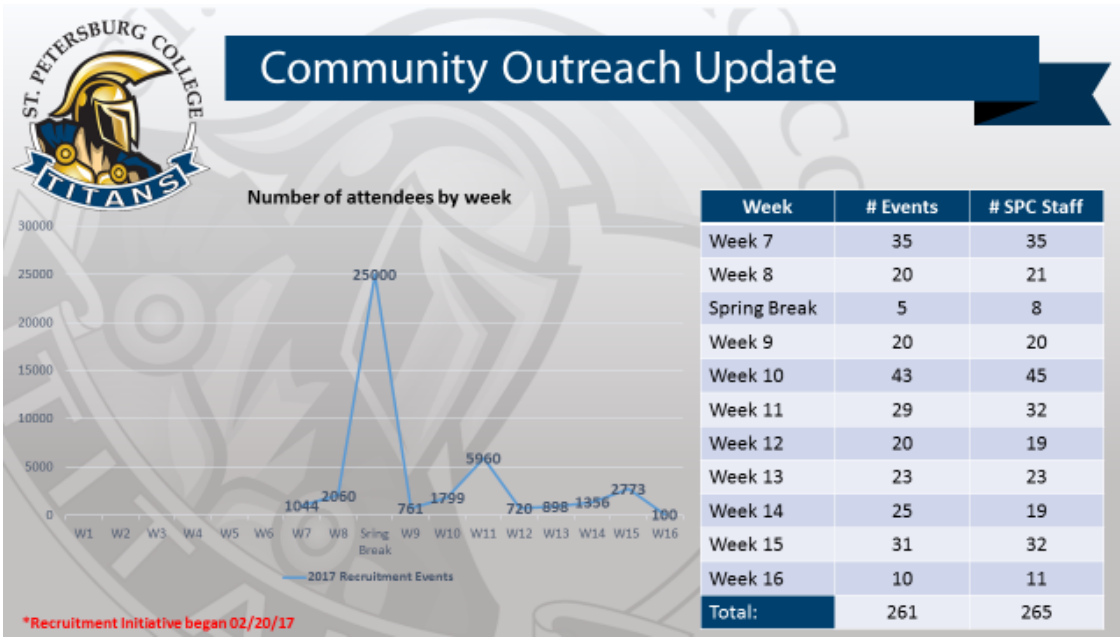 ST. PETERSBURG COLLEGE
TITANS
Community Outreach Update
Number of attendees by week
30000
25000
20000
15000
10000
5000
0
25000
5960
2060
1044
761
1799
720
898
1356
2773
100
W1 W2 W3 W4 W5 W6 W7 W8 Sring Break W9 W10 W11 W12 W13 W14 W15 W16
2017 Recruitment Events
*Recruitment Initiative began 02/20/17
Week # Events # SPC Staff
Week 7 35 35
Week 8 20 21
Spring Break 5 8
Week 9 20 20
Week 10 43 45
Week 11 29 32
Week 12 20 19
Week 13 23 23
Week 14 25 19
Week 15 31 32
Week 16 10 11
Total: 261 265